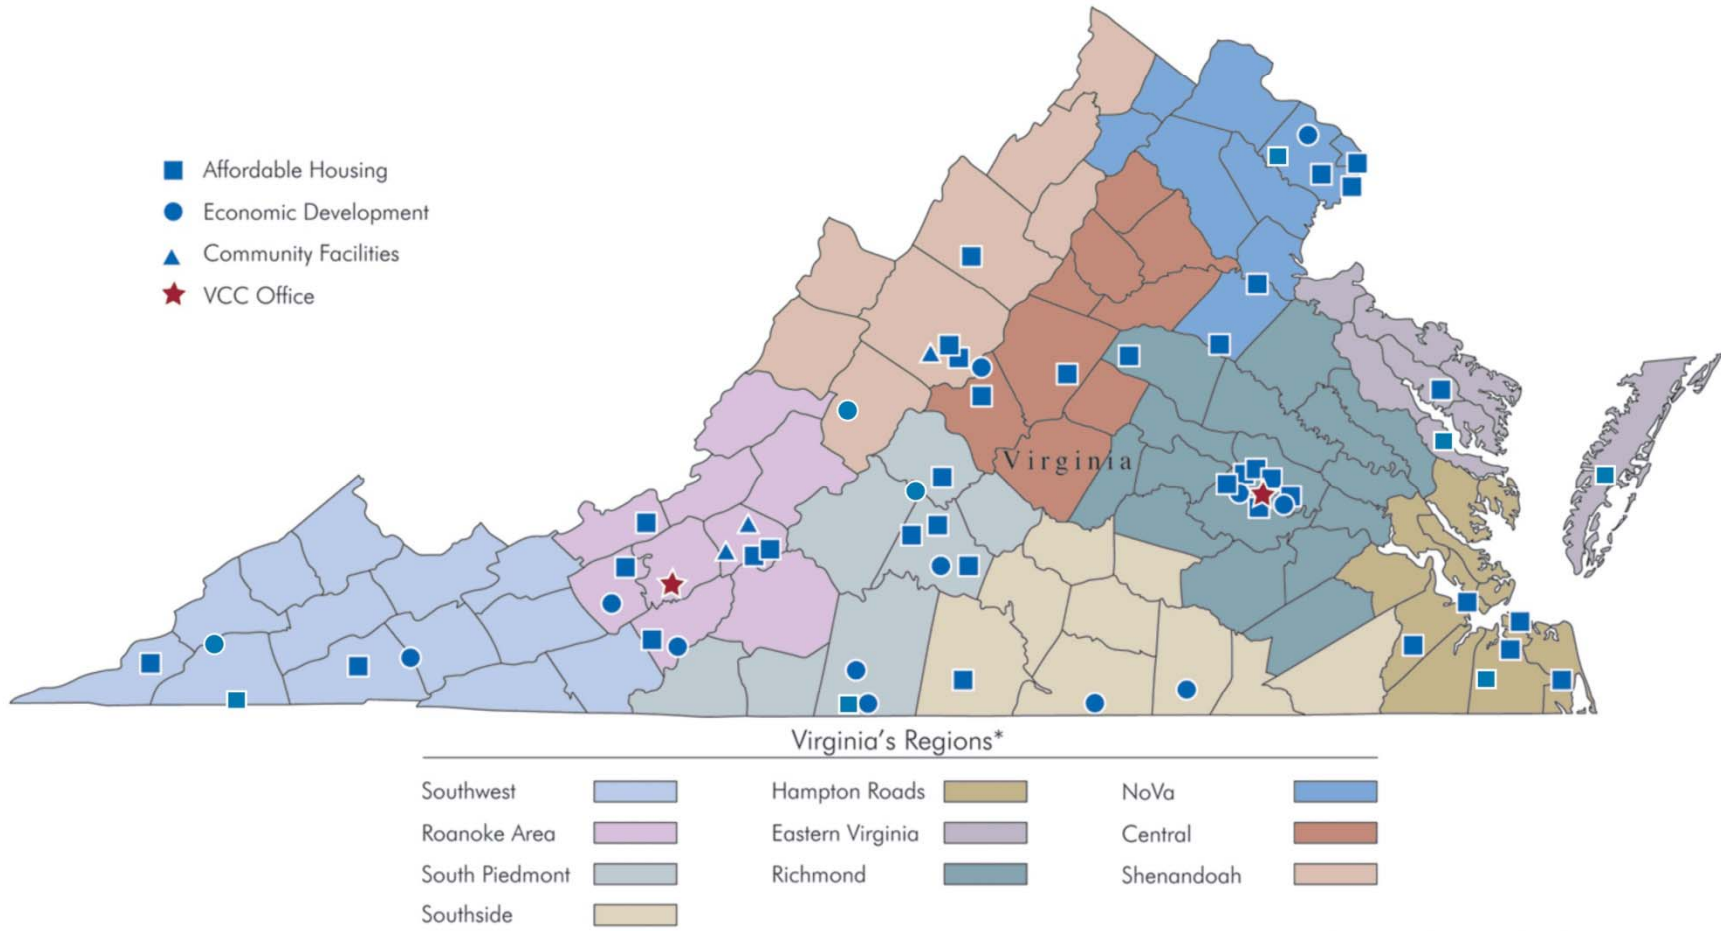 Affordable Housing
Economic Development
Community Facilities
VCC Office
Virginia
Virginia's Regions*
Southwest
Hampton Roads
NoVa
Roanoke Area
Eastern Virginia
Central
South Piedmont
Richmond
Shenandoah
Southside